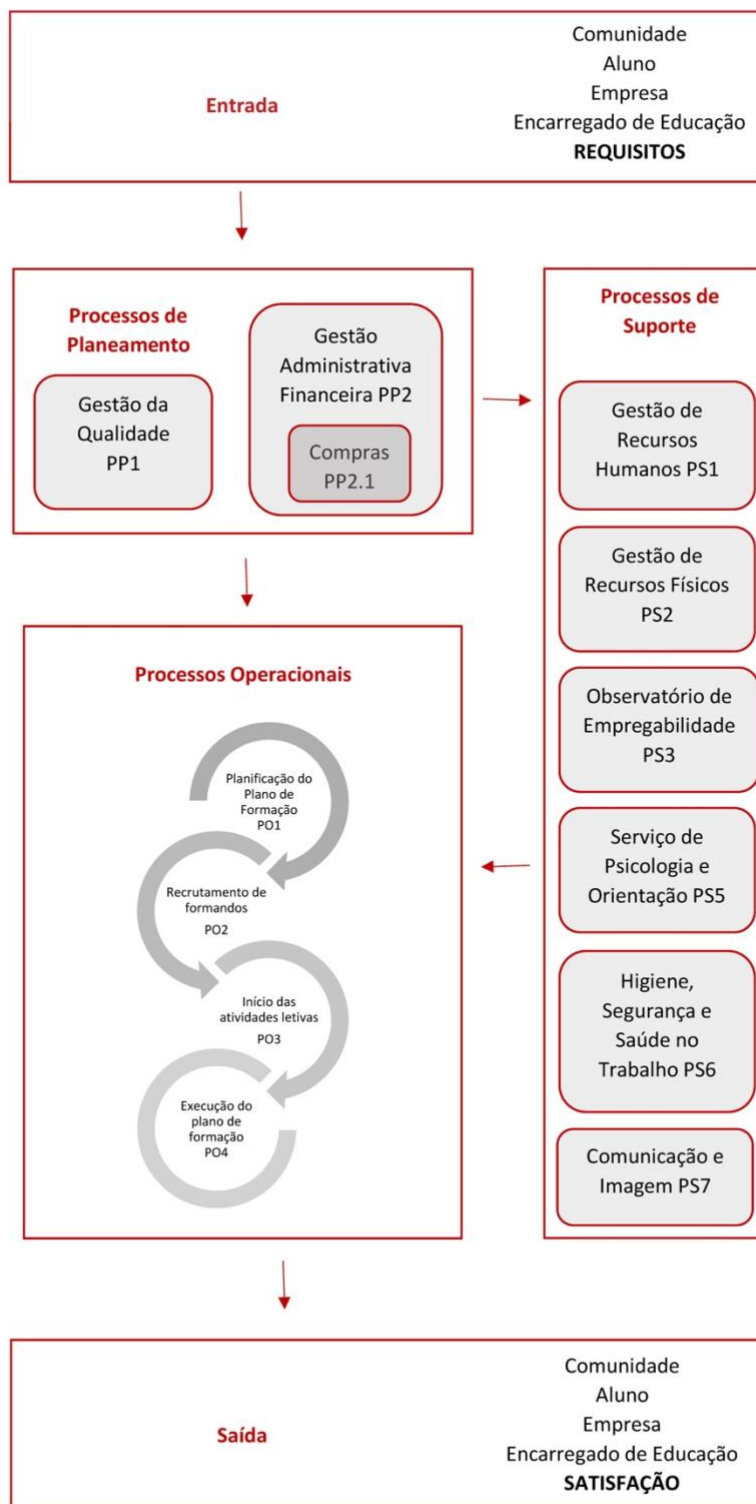 Entrada
Comunidade
Aluno
Empresa
Encarregado de Educação
REQUISITOS
Processos de
Planeamento
Gestão da
Qualidade
PP1
Gestão
Administrativa
Financeira PP2
Compras
PP2.1
Processos de
Suporte
Gestão de
Recursos
Humanos PS1
Gestão de
Recursos Físicos
PS2
Observatório de
Empregabilidade
PS3
Serviço de
Psicologia e
Orientação PS5
Higiene,
Segurança e
Saúde no
Trabalho PS6
Comunicação e
Imagem PS7
Processos Operacionais
Planificação do
Plano de
Formação
PO1
Recrutamento de
formandos
PO2
Início das
atividades letivas
PO3
Execução do
plano de
formação
PO4
Saída
Comunidade
Aluno
Empresa
Encarregado de Educação
SATISFAÇÃO